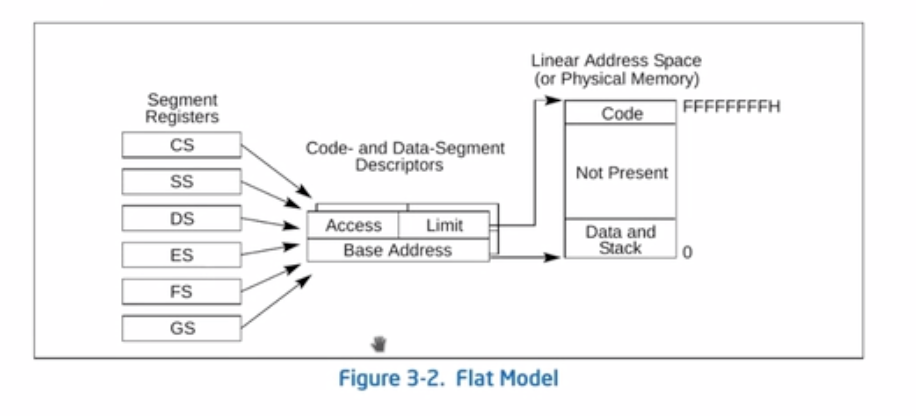 Linear Address Space
(or Physical Memory)
Segment
Registers
CS
SS
DS
ES
FS
GS
Code- and Data-Segment
Descriptors
Access
Limit
Base Address
Code
FFFFFFFFH
Not Present
Data and
Stack
0
Figure 3-2. Flat Model